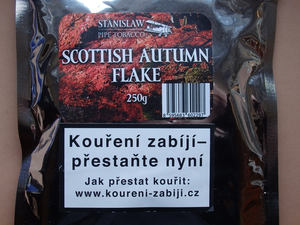 STANISLAW
PIPE TOBACCO
SCOTTISH AUTUMN
FLAKE
250g
Kouření zabíjí–
přestaňte nyní
Jak přestat kouřit:
www.koureni-zabiji.cz